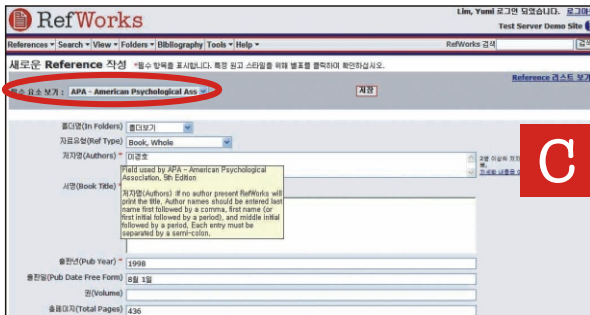 RefWorks
Lim, Yumi 로그인 되었습니다. 로그아
Test Server Demo Site
References Search View Folders Bibliography Tools Help
RefWorks 검색 검색
새로운 Reference 작성 *필수 항목을 표시합니다. 특정 원고 스타일을 위해 별표를 클릭하여 확인하십시오.
Reference 리스트 보기
필수 요소 보기 : APA - American Psychological Ass
저장
폴더명(In Folders) 폴더보기
자료유형(Ref Type) Book, Whole
저자명(Authors) * 이경호
Field used by APA - American Psychological
Association, 5th Edition
저자명(Authors) :If no author present RefWorks will
print the title. Author names should be entered last
name first followed by a comma, first name (or
first initial followed by a period), and middle initial
followed by a period. Each entry must be
separated by a semi-colon.
서명(Book Title) *
C
출판년(Pub Year) * 1998
출판일(Pub Date Free Form) 8월 1일
권(Volume)
총페이지(Total Pages) 436